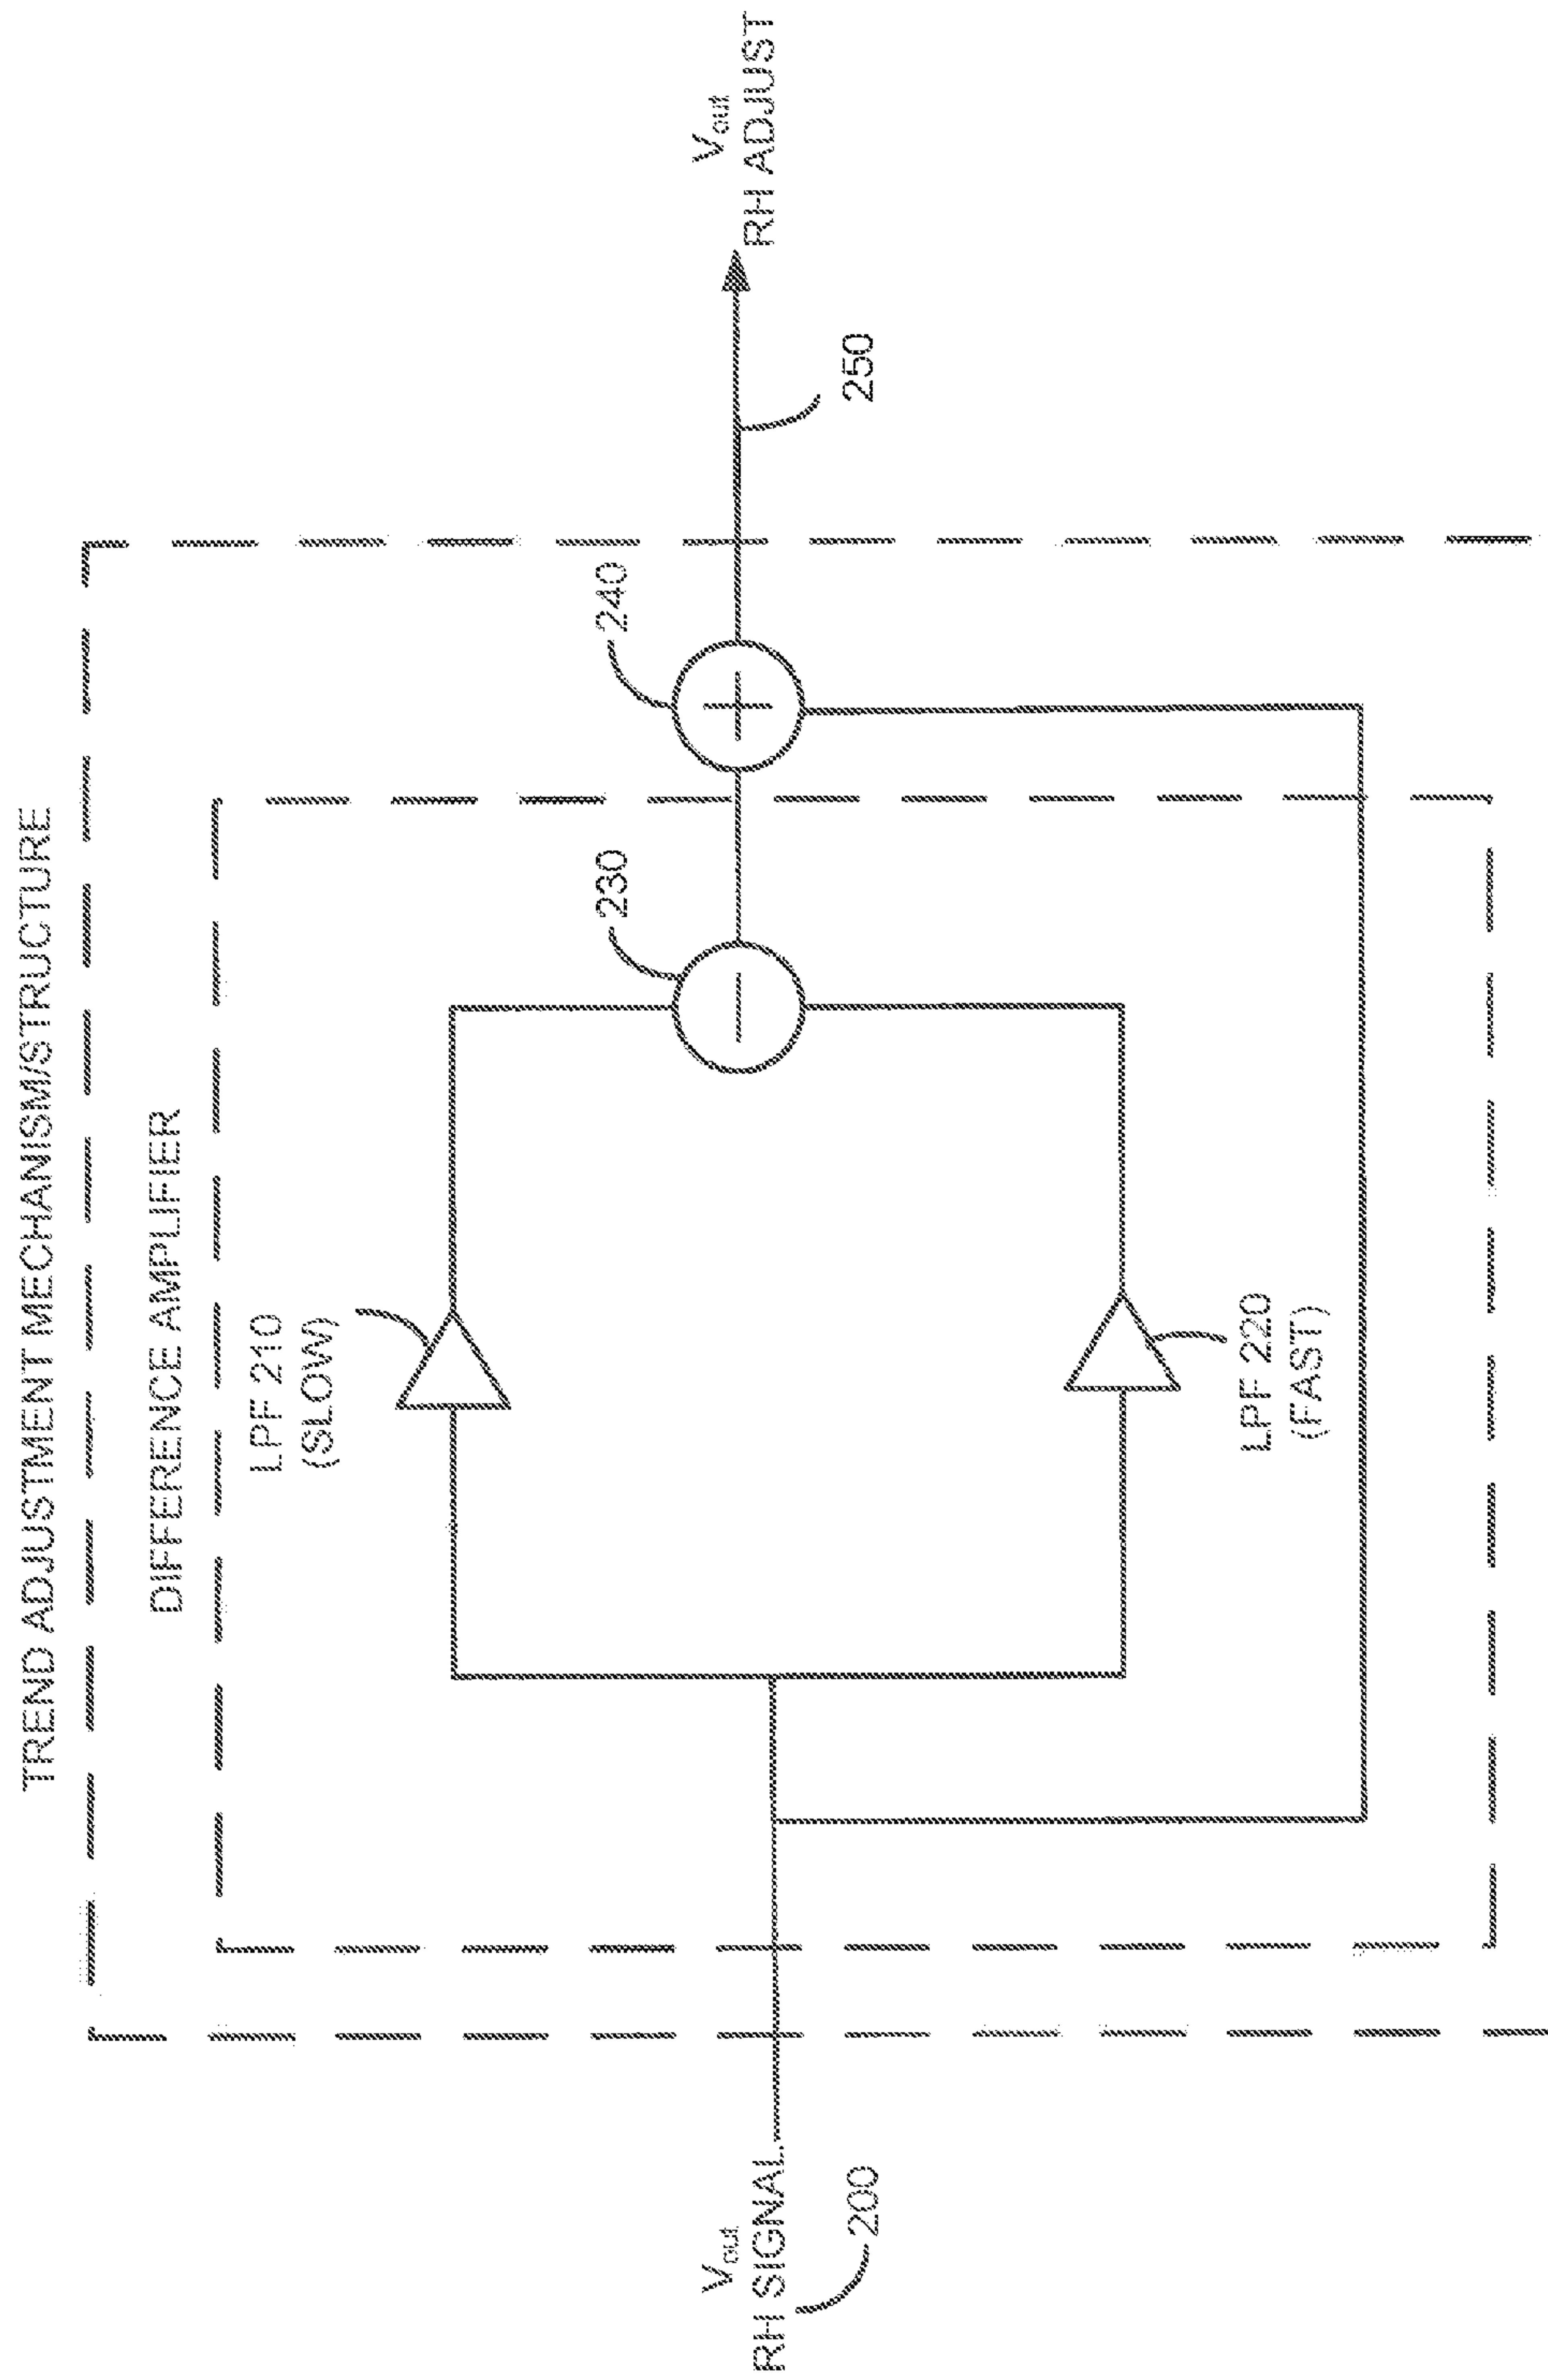 TREND ADJUSTMENT MECHANISM/STRUCTURE
DIFFERENCE AMPLIFIER
LPF 210
(SLOW)
230
240
Vout
RH SIGNAL
200
Vout
RH ADJUST
250
LPF 220
(FAST)